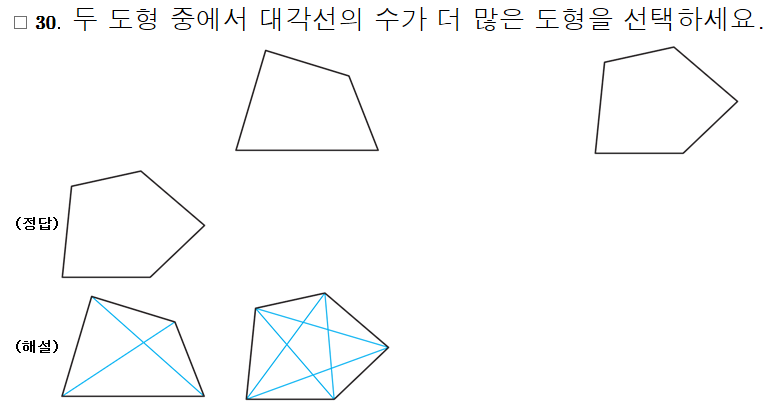 □ 30. 두 도형 중에서 대각선의 수가 더 많은 도형을 선택하세요.
(정답)
(해설)